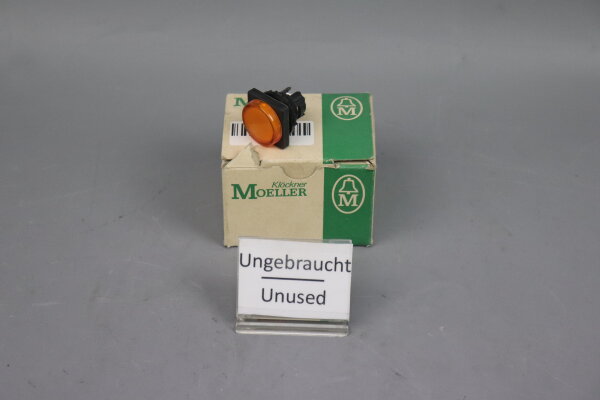 M
Klöckner
MOELLER
M
Ungebraucht
Unused